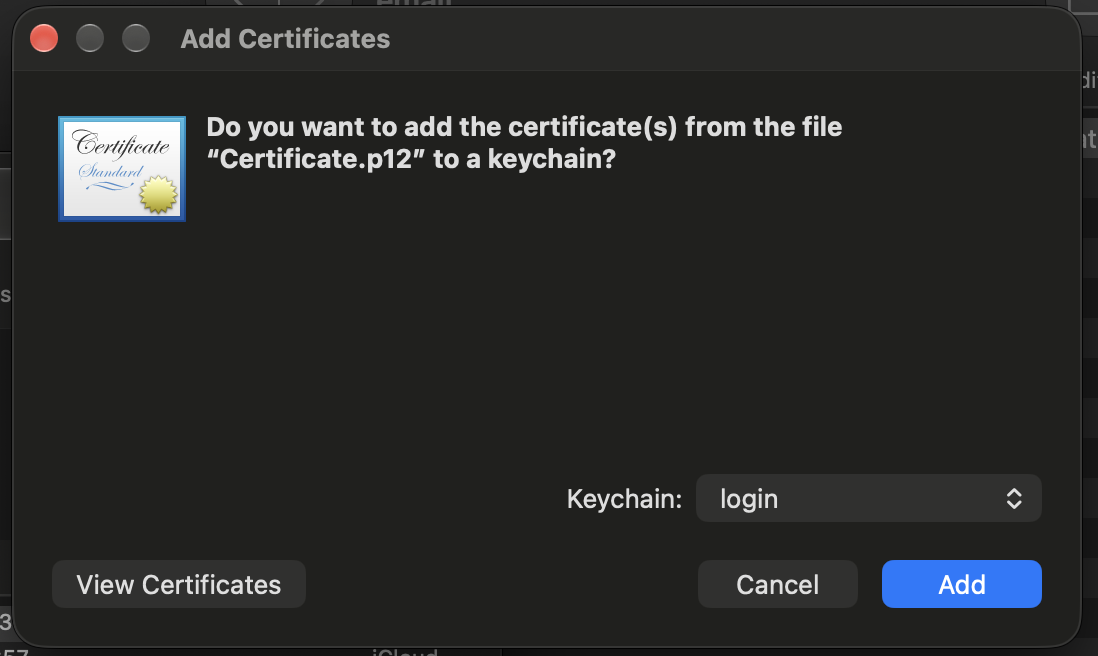 Add Certificates
Certificate
Standard
Do you want to add the certificate(s) from the file
“Certificate.p12” to a keychain?
Keychain: login
View Certificates Cancel Add
iCloud